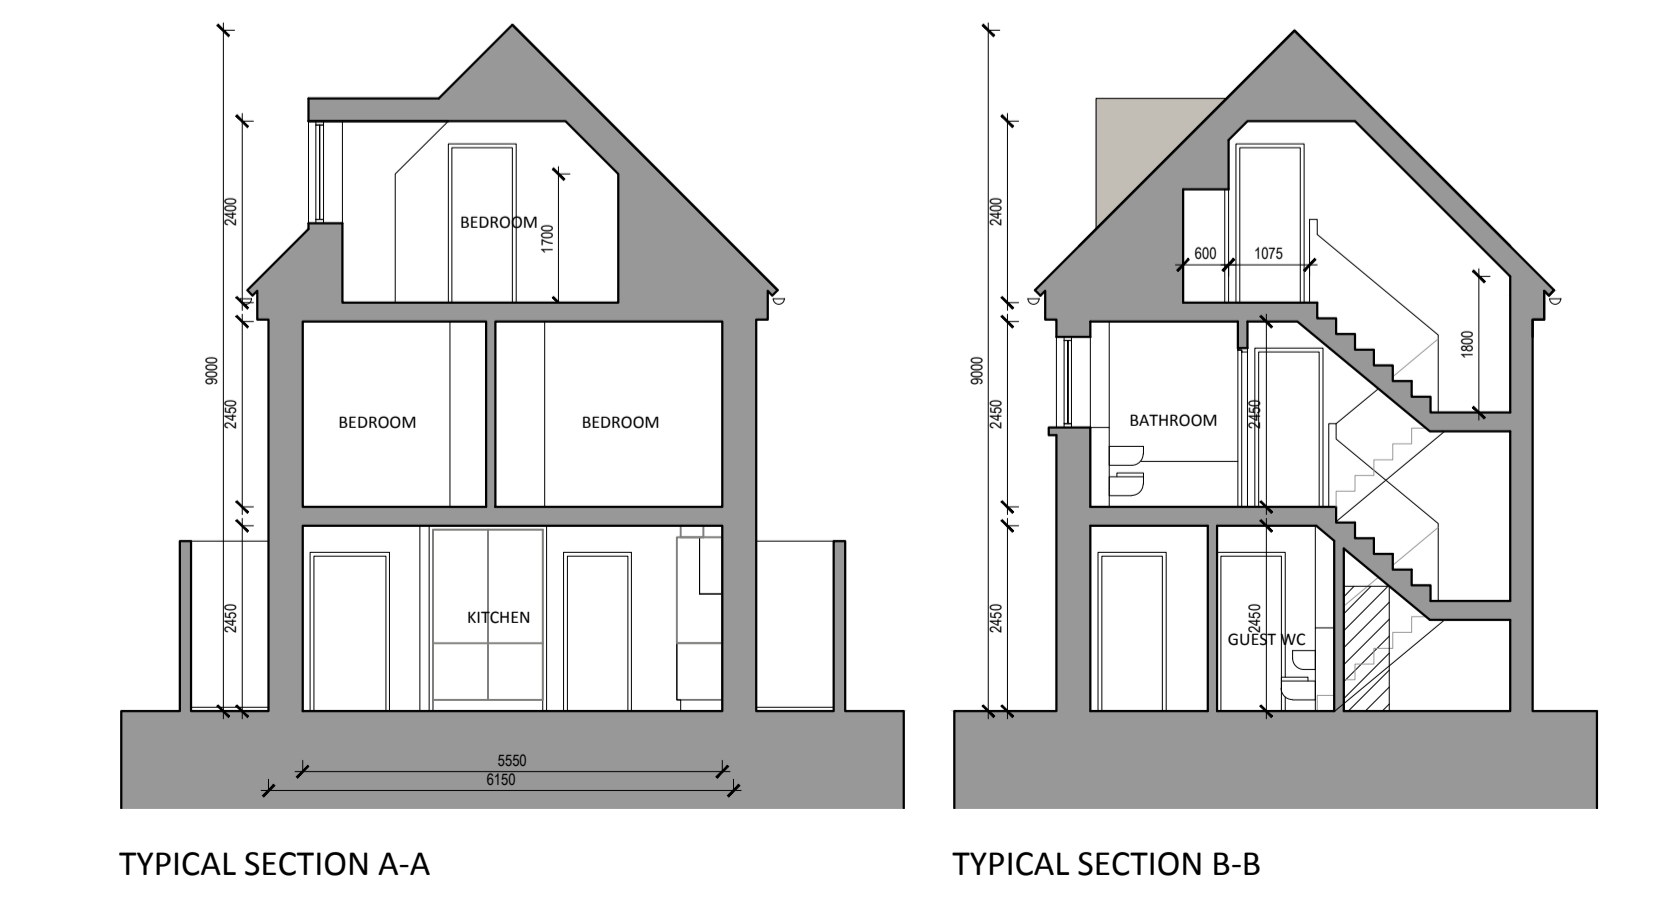 2400
BEDROOM
1700
9000
2450
BEDROOM
BEDROOM
2450
KITCHEN
5550
6150
TYPICAL SECTION A-A
2400
600
1075
1800
9000
2450
BATHROOM
2450
2450
2450
GUEST WC
TYPICAL SECTION B-B